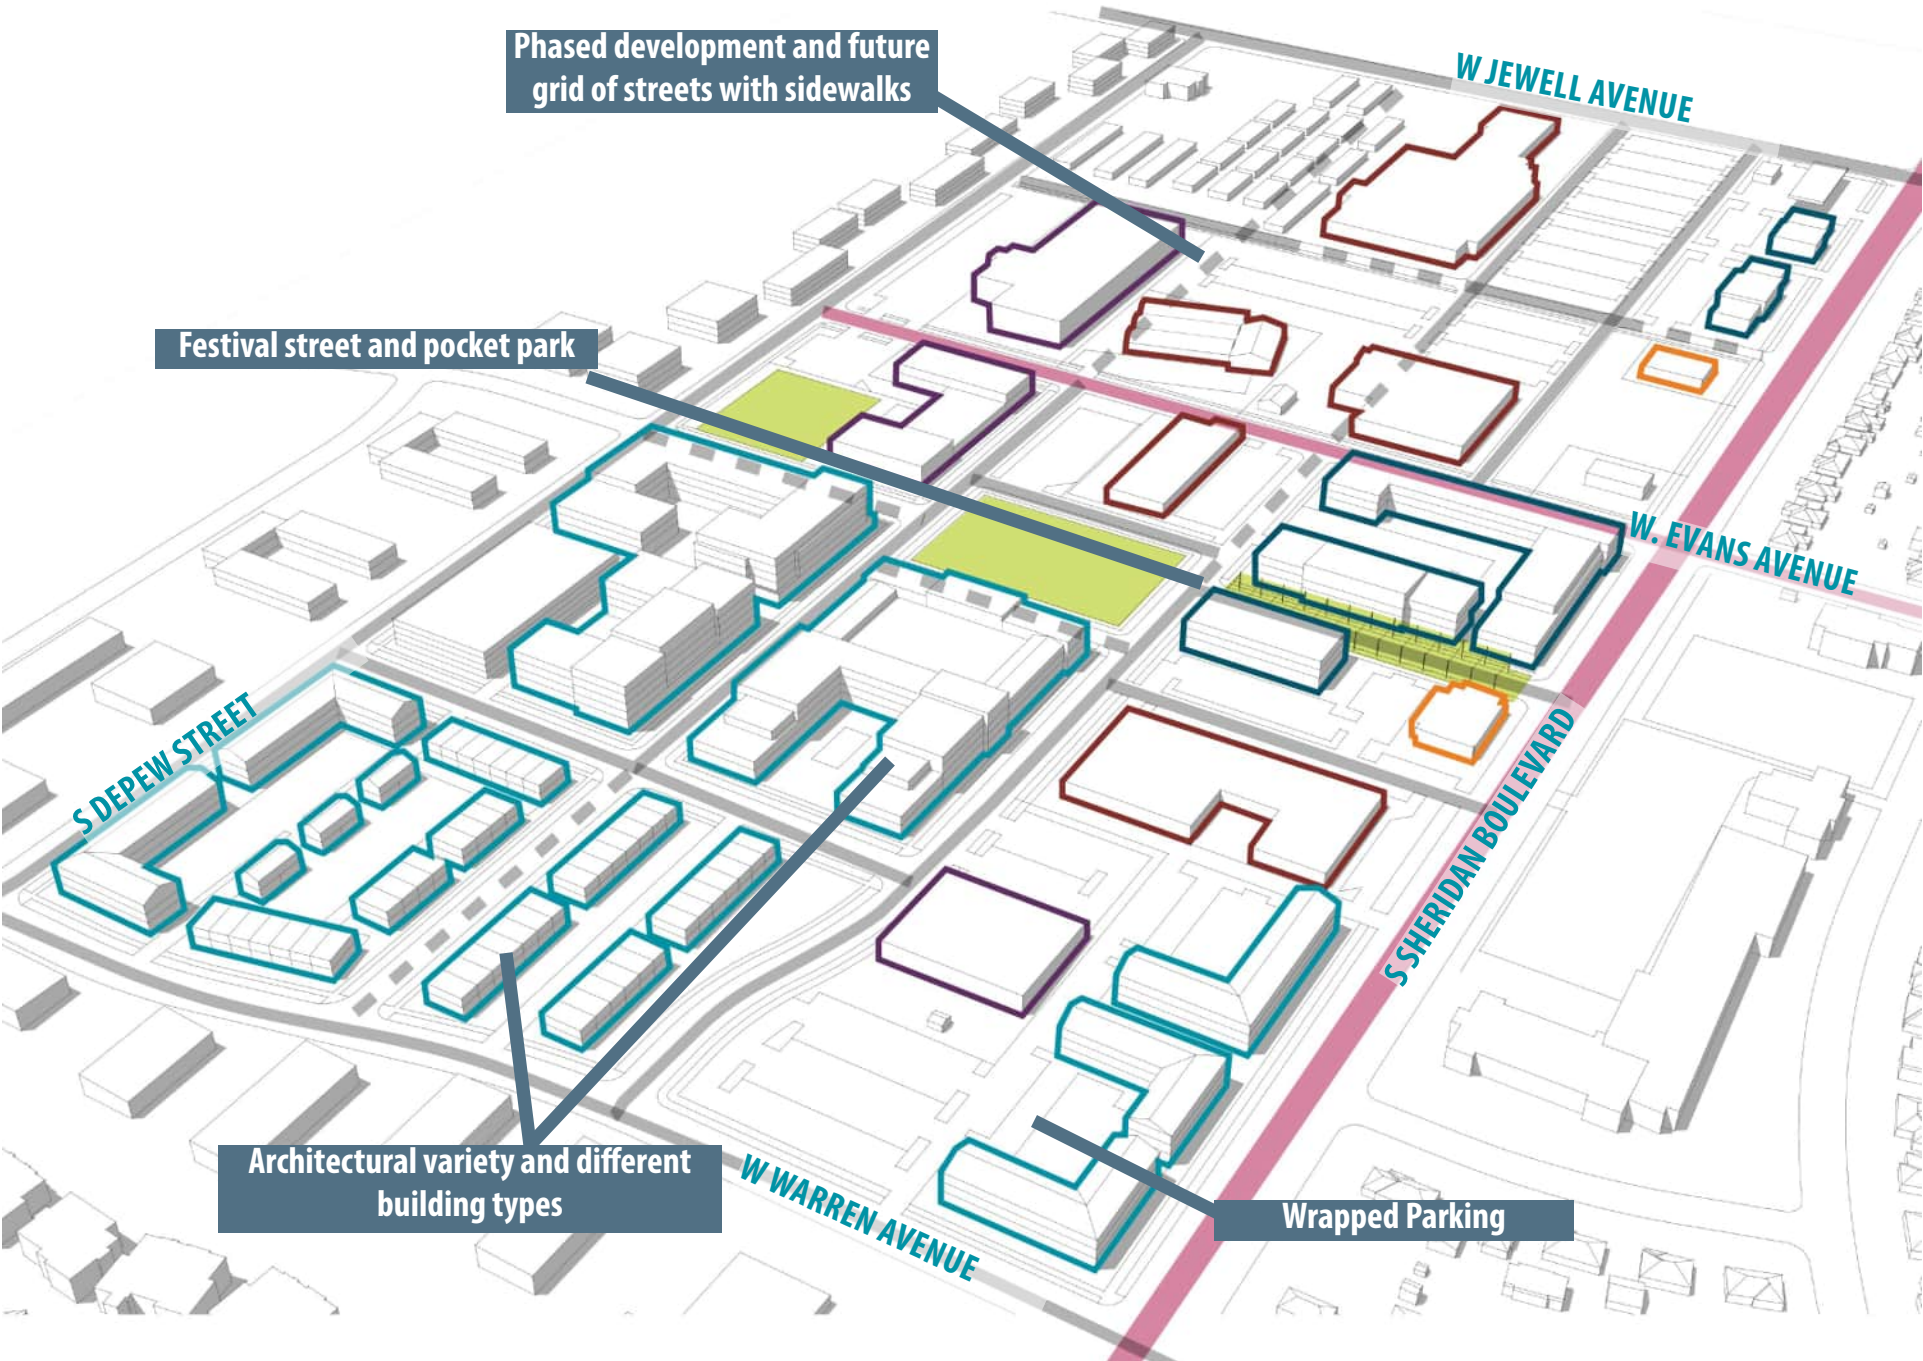 Phased development and future
grid of streets with sidewalks
W JEWELL AVENUE
Festival street and pocket park
W. EVANS AVENUE
S DEPEW STREET
S SHERIDAN BOULEVARD
Architectural variety and different
building types
W WARREN AVENUE
Wrapped Parking